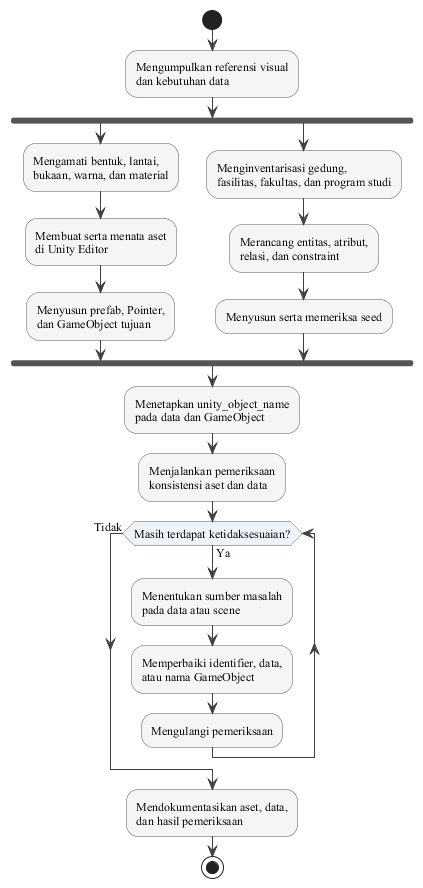 Mengumpulkan referensi visual
dan kebutuhan data
Mengamati bentuk, lantai,
bukaan, warna, dan material
Membuat serta menata aset
di Unity Editor
Menyusun prefab, Pointer,
dan GameObject tujuan
Menginventarisasi gedung,
fasilitas, fakultas, dan program studi
Merancang entitas, atribut,
relasi, dan constraint
Menyusun serta memeriksa seed
Menetapkan unity_object_name
pada data dan GameObject
Menjalankan pemeriksaan
konsistensi aset dan data
Masih terdapat ketidaksesuaian?
Tidak
Ya
Menentukan sumber masalah
pada data atau scene
Memperbaiki identifier, data,
atau nama GameObject
Mengulangi pemeriksaan
Mendokumentasikan aset, data,
dan hasil pemeriksaan